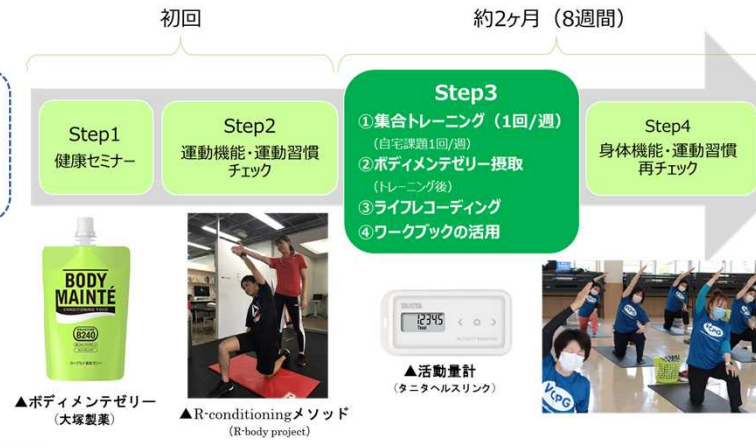 初回
約2ヶ月（8週間）
Step1
健康セミナー
Step2
運動機能・運動習慣
チェック
Step3
①集合トレーニング（1回/週）
（自宅課題1回/週）
②ボディメンテゼリー摂取
（トレーニング後）
③ライフレコーディング
④ワークブックの活用
Step4
身体機能・運動習慣
再チェック
BODY
MAINTÉ
CONDITIONING FOOD
B240
TANITA
12345
VCPG
VCPG
▲ボディメンテゼリー
（大塚製薬）
▲R-conditioningメソッド
（R-body project）
▲活動量計
（タニタヘルスリンク）